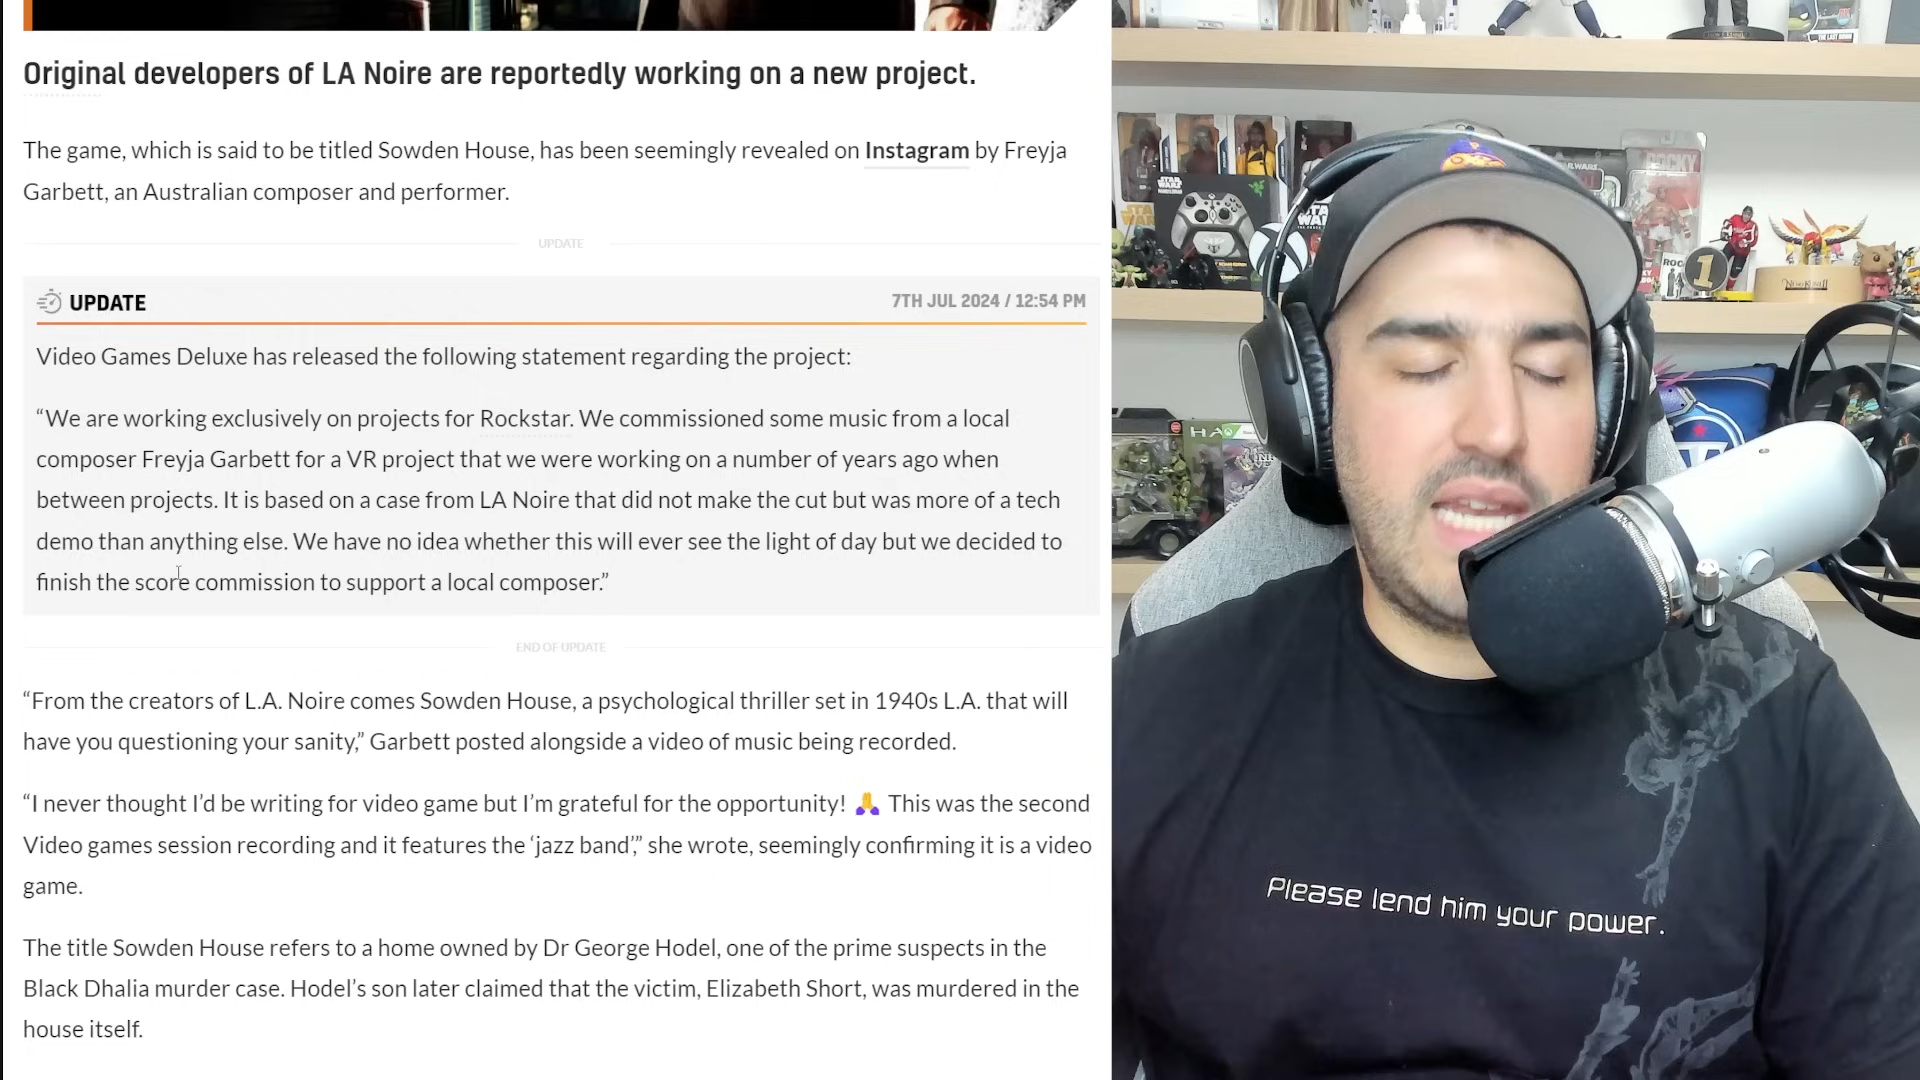 Original developers of LA Noire are reportedly working on a new project.
The game, which is said to be titled Sowden House, has been seemingly revealed on Instagram by Freyja
Garbett, an Australian composer and performer.
UPDATE
UPDATE
7TH JUL 2024 / 12:54 PM
Video Games Deluxe has released the following statement regarding the project:
“We are working exclusively on projects for Rockstar. We commissioned some music from a local
composer Freyja Garbett for a VR project that we were working on a number of years ago when
between projects. It is based on a case from LA Noire that did not make the cut but was more of a tech
demo than anything else. We have no idea whether this will ever see the light of day but we decided to
finish the score commission to support a local composer.”
END OF UPDATE
“From the creators of L.A. Noire comes Sowden House, a psychological thriller set in 1940s L.A. that will
have you questioning your sanity,” Garbett posted alongside a video of music being recorded.
“I never thought I’d be writing for video game but I’m grateful for the opportunity! 🙏 This was the second
Video games session recording and it features the ‘jazz band’,” she wrote, seemingly confirming it is a video
game.
The title Sowden House refers to a home owned by Dr George Hodel, one of the prime suspects in the
Black Dhalia murder case. Hodel’s son later claimed that the victim, Elizabeth Short, was murdered in the
house itself.
STAR WARS
ROCKY
1
Please lend him your power.